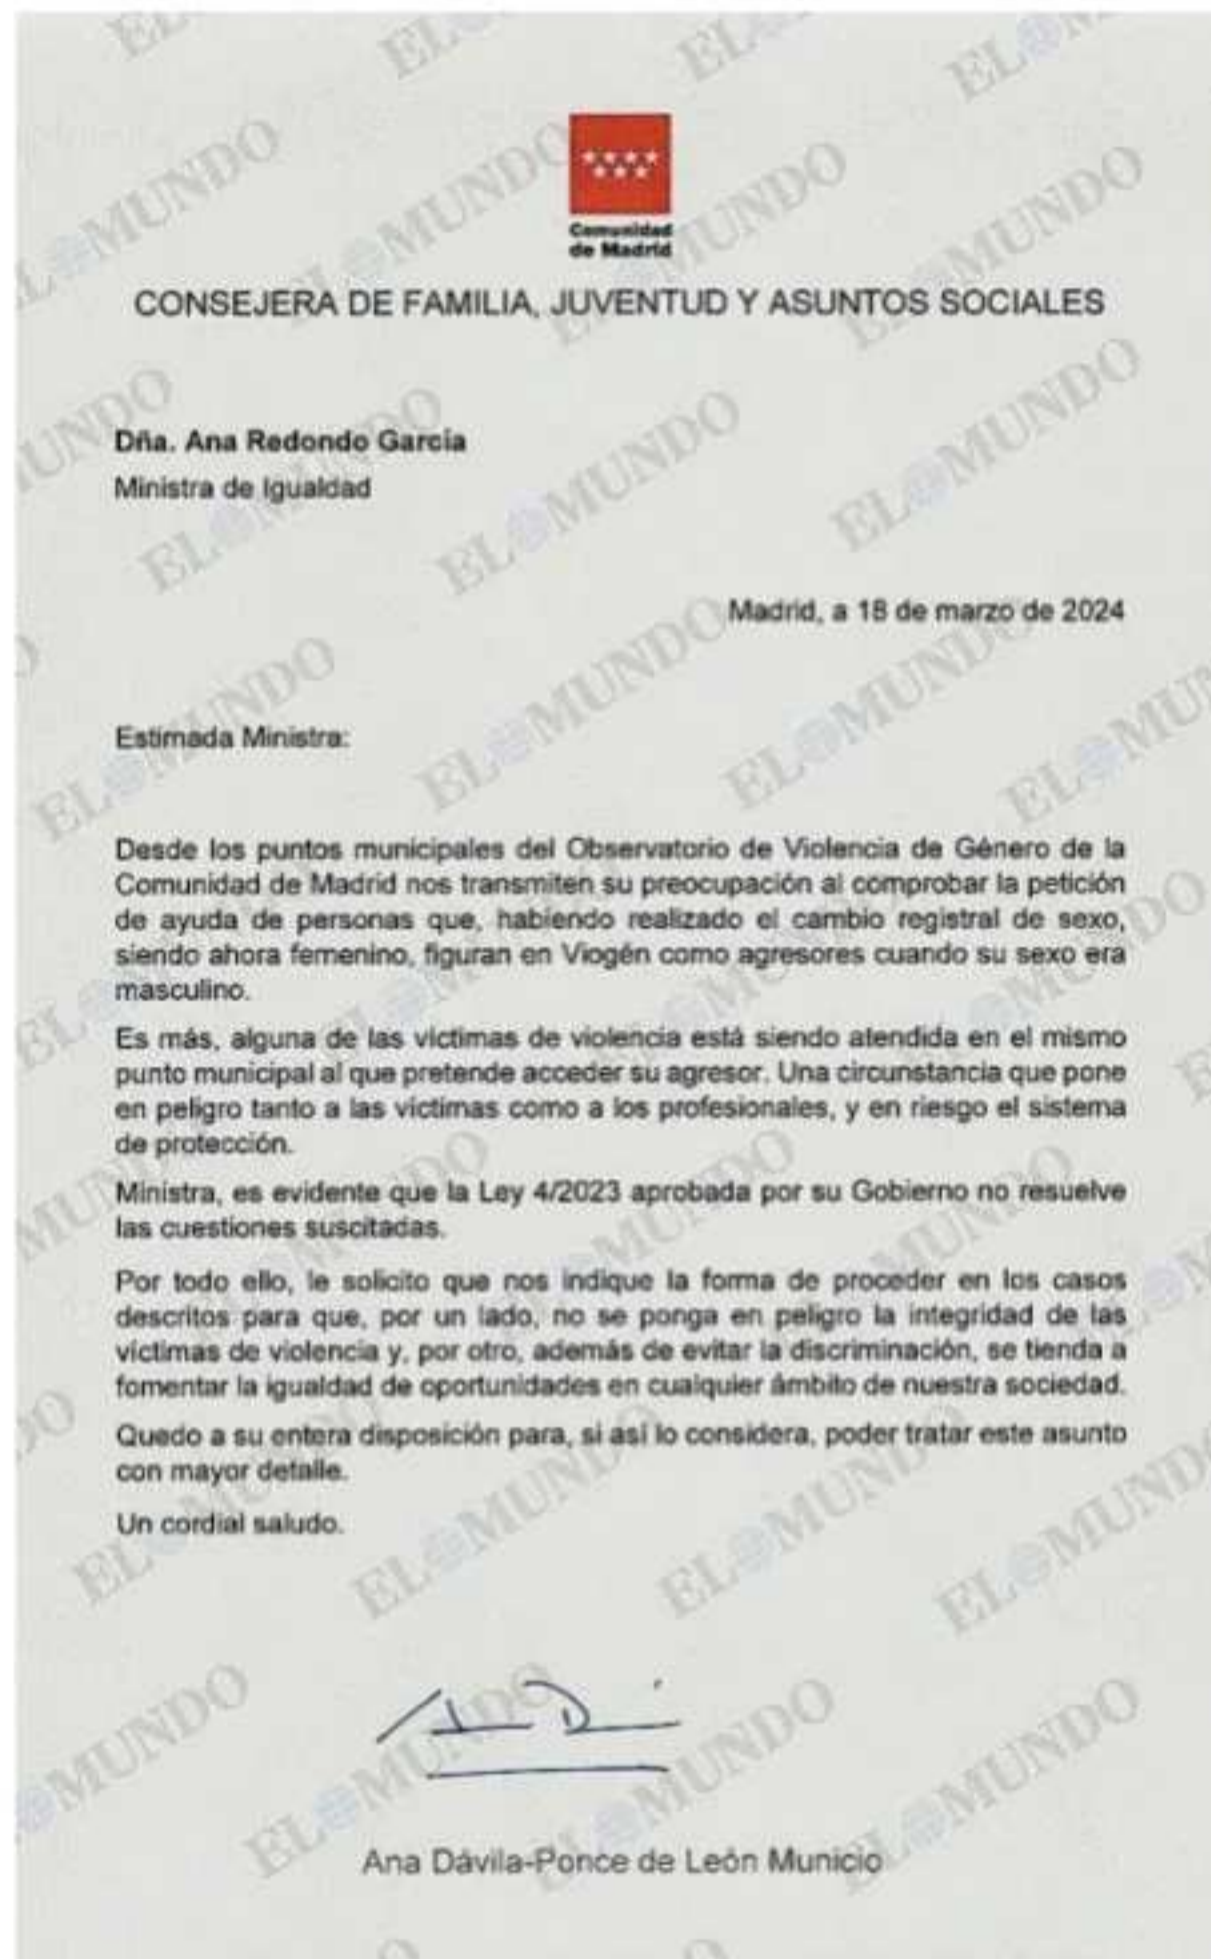 Comunidad
de Madrid
CONSEJERA DE FAMILIA, JUVENTUD Y ASUNTOS SOCIALES
Dña. Ana Redondo García
Ministra de Igualdad
Madrid, a 18 de marzo de 2024
Estimada Ministra:
Desde los puntos municipales del Observatorio de Violencia de Género de la
Comunidad de Madrid nos transmiten su preocupación al comprobar la petición
de ayuda de personas que, habiendo realizado el cambio registral de sexo,
siendo ahora femenino, figuran en Viogén como agresores cuando su sexo era
masculino.
Es más, alguna de las víctimas de violencia está siendo atendida en el mismo
punto municipal al que pretende acceder su agresor. Una circunstancia que pone
en peligro tanto a las víctimas como a los profesionales, y en riesgo el sistema
de protección.
Ministra, es evidente que la Ley 4/2023 aprobada por su Gobierno no resuelve
las cuestiones suscitadas.
Por todo ello, le solicito que nos indique la forma de proceder en los casos
descritos para que, por un lado, no se ponga en peligro la integridad de las
víctimas de violencia y, por otro, además de evitar la discriminación, se tienda a
fomentar la igualdad de oportunidades en cualquier ámbito de nuestra sociedad.
Quedo a su entera disposición para, si así lo considera, poder tratar este asunto
con mayor detalle.
Un cordial saludo.
Ana Dávila-Ponce de León Municio
EL MUNDO